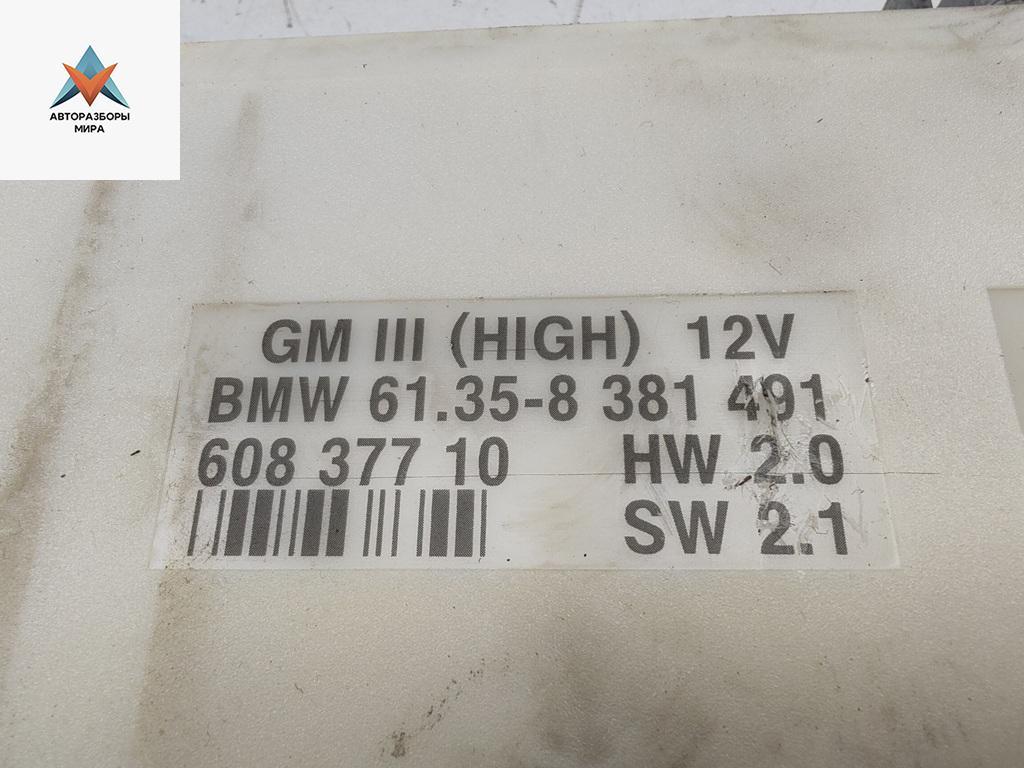 АВТОРАЗБОРЫ
МИРА
GM III (HIGH) 12V
BMW 61.35-8 381 491
608 377 10 HW 2.0
SW 2.1